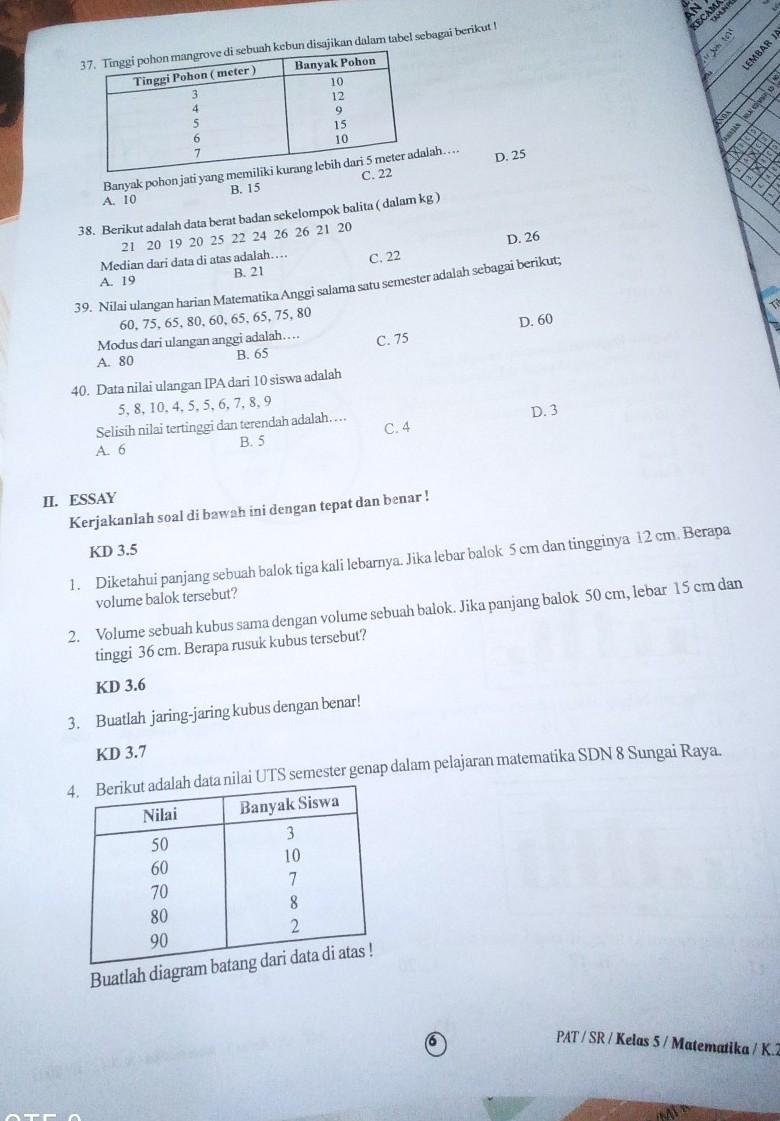 37. Tinggi pohon mangrove di sebuah kebun disajikan dalam tabel sebagai berikut !
Tinggi Pohon ( meter ) Banyak Pohon
3 10
4 12
5 9
6 15
7 10
Banyak pohon jati yang memiliki kurang lebih dari 5 meter adalah….
A. 10 B. 15 C. 22 D. 25
38. Berikut adalah data berat badan sekelompok balita ( dalam kg )
21 20 19 20 25 22 24 26 26 21 20
Median dari data di atas adalah….
A. 19 B. 21 C. 22 D. 26
39. Nilai ulangan harian Matematika Anggi salama satu semester adalah sebagai berikut;
60, 75, 65, 80, 60, 65, 65, 75, 80
Modus dari ulangan anggi adalah….
A. 80 B. 65 C. 75 D. 60
40. Data nilai ulangan IPA dari 10 siswa adalah
5, 8, 10, 4, 5, 5, 6, 7, 8, 9
Selisih nilai tertinggi dan terendah adalah….
A. 6 B. 5 C. 4 D. 3
II. ESSAY
Kerjakanlah soal di bawah ini dengan tepat dan benar !
KD 3.5
1. Diketahui panjang sebuah balok tiga kali lebarnya. Jika lebar balok 5 cm dan tingginya 12 cm. Berapa
volume balok tersebut?
2. Volume sebuah kubus sama dengan volume sebuah balok. Jika panjang balok 50 cm, lebar 15 cm dan
tinggi 36 cm. Berapa rusuk kubus tersebut?
KD 3.6
3. Buatlah jaring-jaring kubus dengan benar!
KD 3.7
4. Berikut adalah data nilai UTS semester genap dalam pelajaran matematika SDN 8 Sungai Raya.
Nilai Banyak Siswa
50 3
60 10
70 7
80 8
90 2
Buatlah diagram batang dari data di atas !
6
PAT / SR / Kelas 5 / Matematika / K.2
LEMBAR